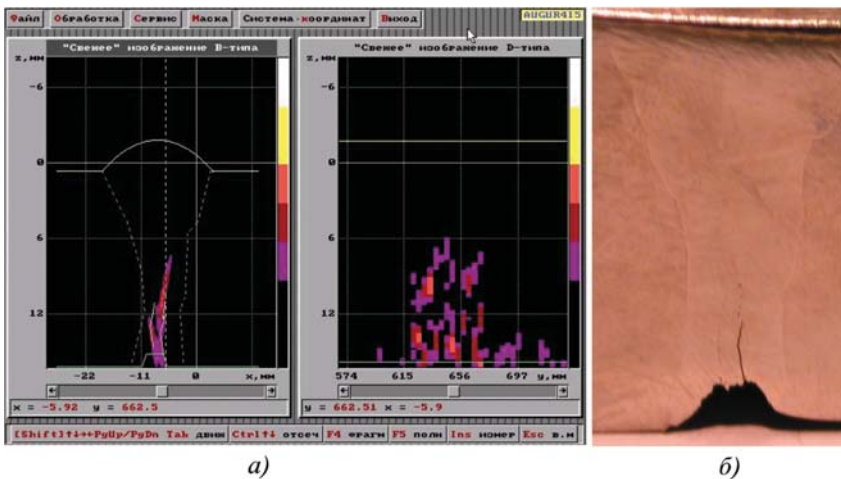 Файл Обработка Сервис Маска Система координат Выход AUGUR415
"Свежее" изображение B-типа
z,мм
-6
0
6
12
-22 -11 0 x,мм
x = -5.92 y = 662.5
"Свежее" изображение D-типа
z,мм
-6
0
6
12
574 615 656 697 y,мм
y = 662.51 x = -5.9
[Shift]↑↓→←PgUp/PgDn Tab движ Ctrl↑↓ отсеч F4 фрагм F5 полн Ins измер Esc в.м
а)
б)